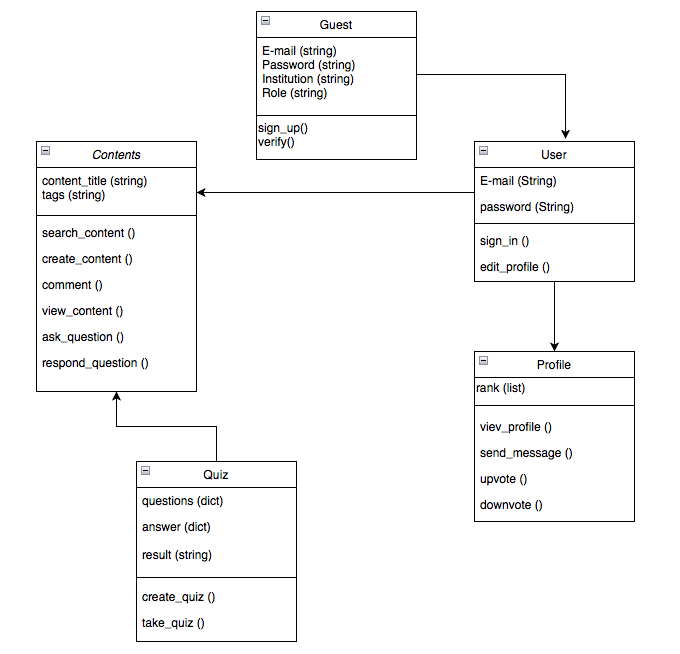 Guest
E-mail (string)
Password (string)
Institution (string)
Role (string)
sign_up()
verify()
Contents
content_title (string)
tags (string)
search_content ()
create_content ()
comment ()
view_content ()
ask_question ()
respond_question ()
User
E-mail (String)
password (String)
sign_in ()
edit_profile ()
Profile
rank (list)
viev_profile ()
send_message ()
upvote ()
downvote ()
Quiz
questions (dict)
answer (dict)
result (string)
create_quiz ()
take_quiz ()